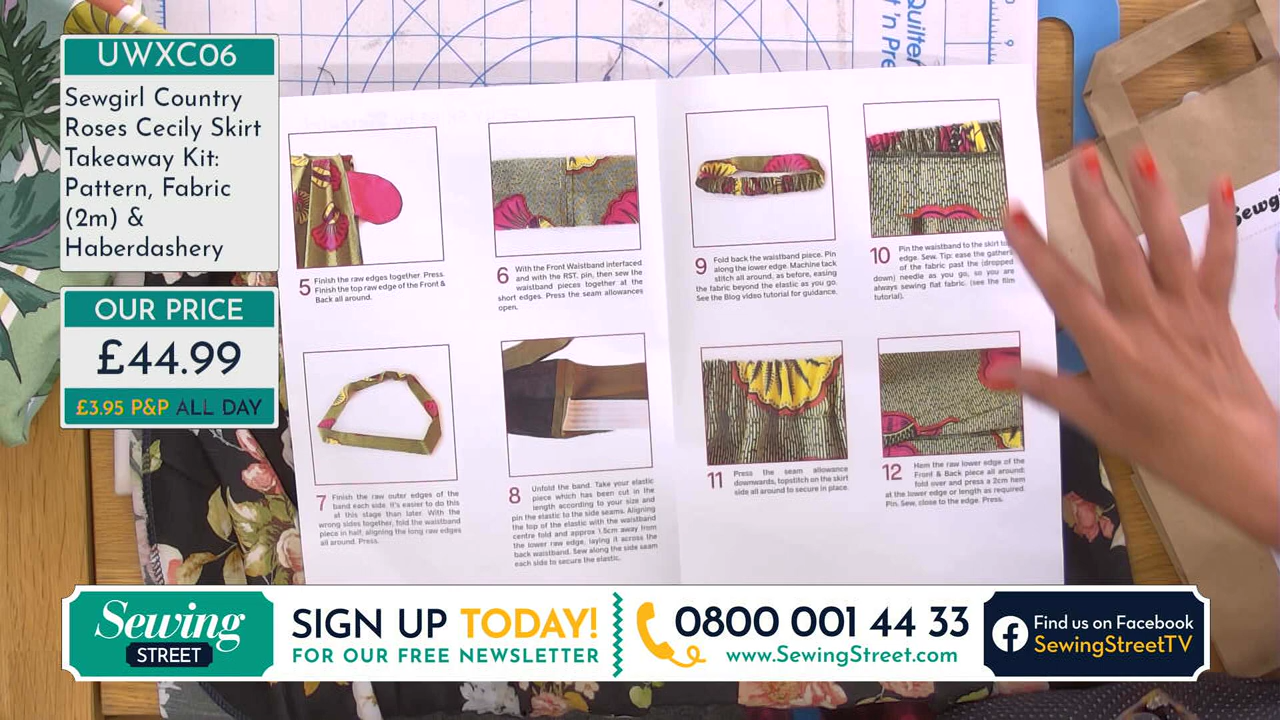 UWXC06
Sewgirl Country
Roses Cecily Skirt
Takeaway Kit:
Pattern, Fabric
(2m) &
Haberdashery
OUR PRICE
£44.99
£3.95 P&P ALL DAY
Quilter
't 'n Pre
9
Sewg
5 Finish the raw edges together Press.
Finish the top raw edge of the Front &
Back all around.
6 With the Front Waistband interfaced
and with the RST, pin, then sew the
waistband pieces together at the
short edges. Press the seam allowances
open.
7 Finish the raw outer edges of the
band each side. It's easier to do this
at this stage than later. With the
wrong sides together, fold the waistband
piece in half, aligning the long raw edges
all around. Press.
8 Unfold the band. Take your elastic
piece which has been cut in the
length according to your size and
pin the elastic to the side seams. Aligning
the top of the elastic with the waistband
centre fold and approx 1.5cm away from
the lower raw edge, laying it across the
back waistband. Sew along the side seam
each side to secure the elastic.
9 Fold back the waistband piece. Pin
along the lower edge. Machine tack
stitch all around, as before, easing
the fabric beyond the elastic as you go.
See the Blog video tutorial for guidance.
10 Pin the waistband to the skirt to
edge. Sew. Tip: ease the gathers
of the fabric past the (dropped
down) needle as you go, so you are
always sewing flat fabric. (see the film
tutorial).
11 Press the seam allowance
downwards, topstitch on the skirt
side all around to secure in place.
12 Hem the raw lower edge of the
Front & Back piece all around:
fold over and press a 2cm hem
at the lower edge or length as required.
Pin. Sew, close to the edge. Press.
Sewing
STREET
SIGN UP TODAY!
FOR OUR FREE NEWSLETTER
0800 001 44 33
www.SewingStreet.com
Find us on Facebook
SewingStreetTV